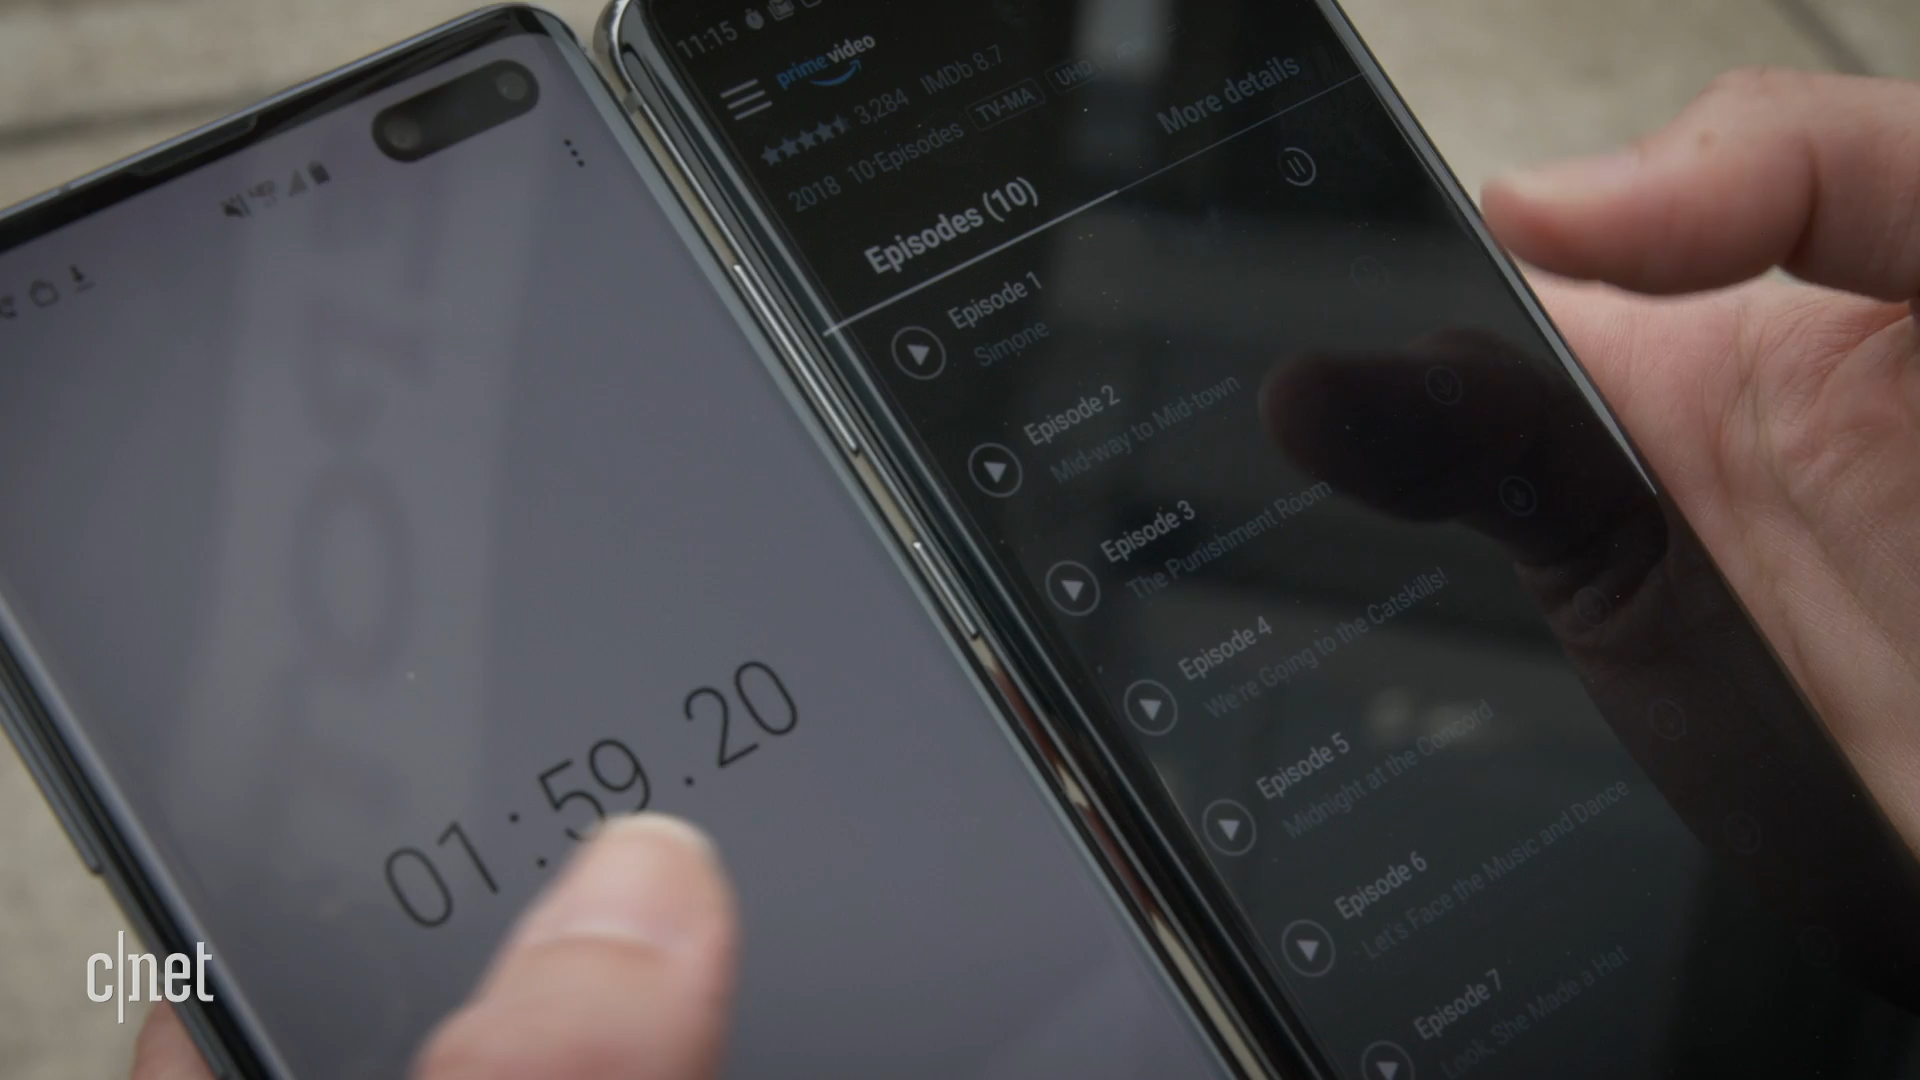 11:15
prime video
3,284 IMDb 8.7
2018 10 Episodes TV-MA UHD
Episodes (10)
More details
Episode 1
Simone
Episode 2
Mid-way to Mid-town
Episode 3
The Punishment Room
Episode 4
We're Going to the Catskills!
Episode 5
Midnight at the Concord
Episode 6
Let's Face the Music and Dance
Episode 7
Look, She Made a Hat
01:59.20
c|net